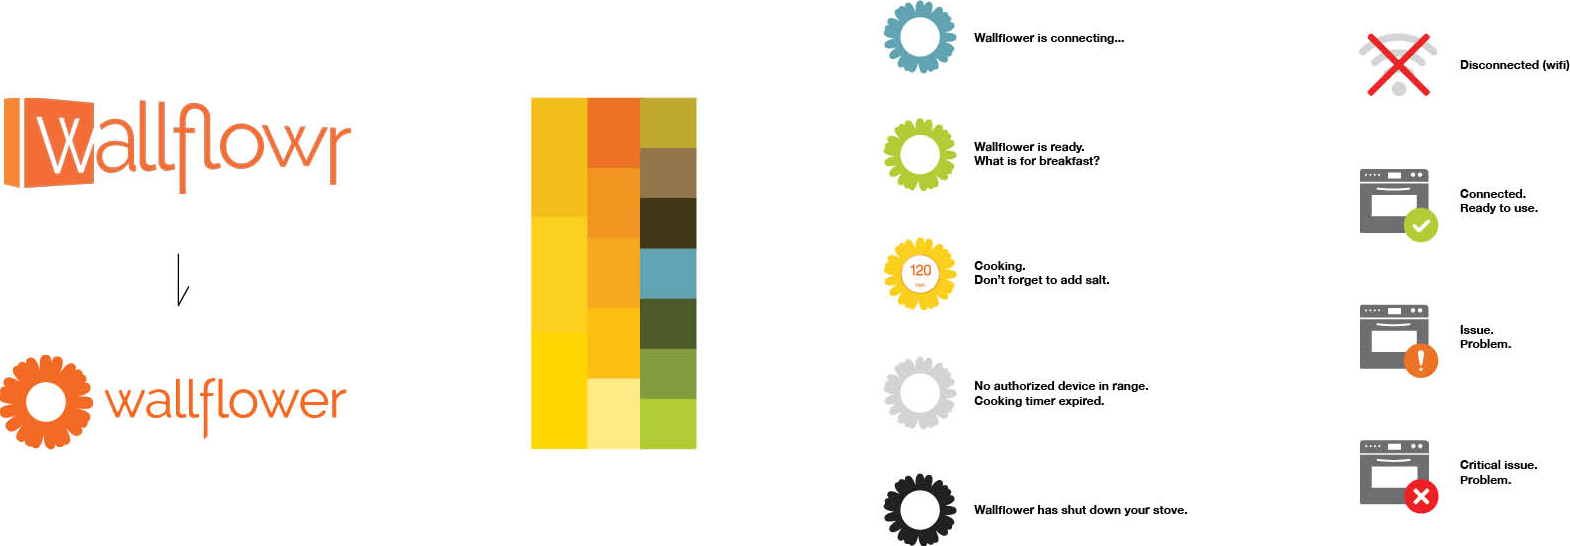 wallflowr
wallflower
Wallflower is connecting...
Wallflower is ready.
What is for breakfast?
120
min.
Cooking.
Don't forget to add salt.
No authorized device in range.
Cooking timer expired.
Wallflower has shut down your stove.
Disconnected (wifi)
Connected.
Ready to use.
Issue.
Problem.
Critical issue.
Problem.